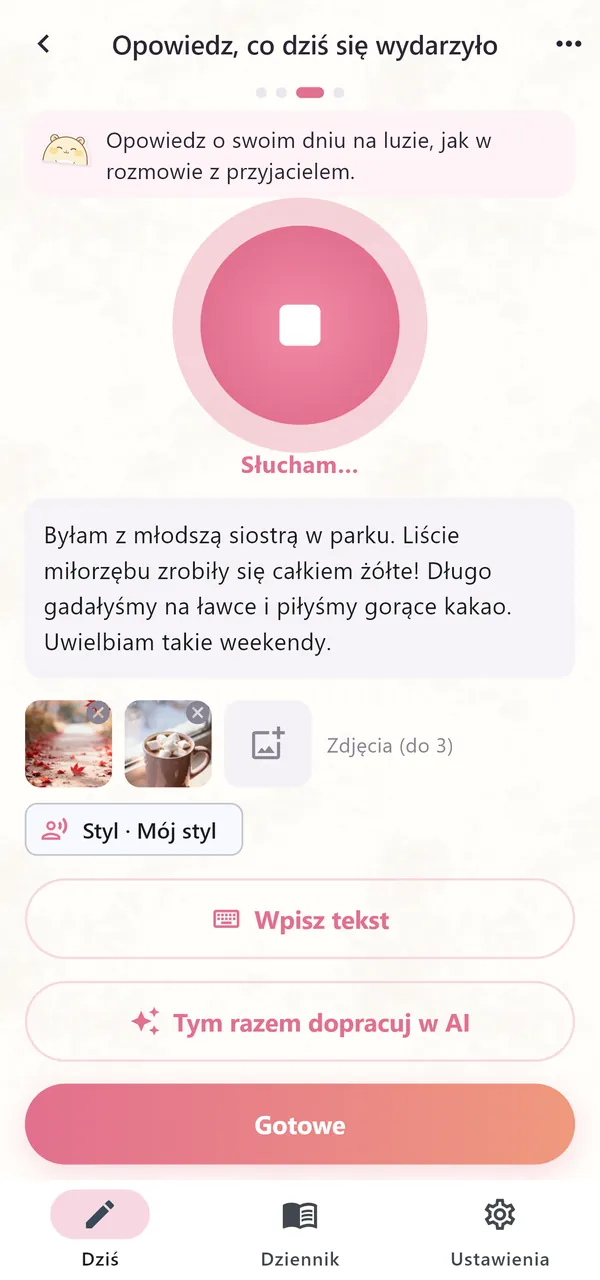 Opowiedz, co dziś się wydarzyło
Opowiedz o swoim dniu na luzie, jak w
rozmowie z przyjacielem.
Słucham...
Byłam z młodszą siostrą w parku. Liście
miłorzębu zrobiły się całkiem żółte! Długo
gadałyśmy na ławce i piłyśmy gorące kakao.
Uwielbiam takie weekendy.
Zdjęcia (do 3)
Styl · Mój styl
Wpisz tekst
Tym razem dopracuj w AI
Gotowe
Dziś
Dziennik
Ustawienia